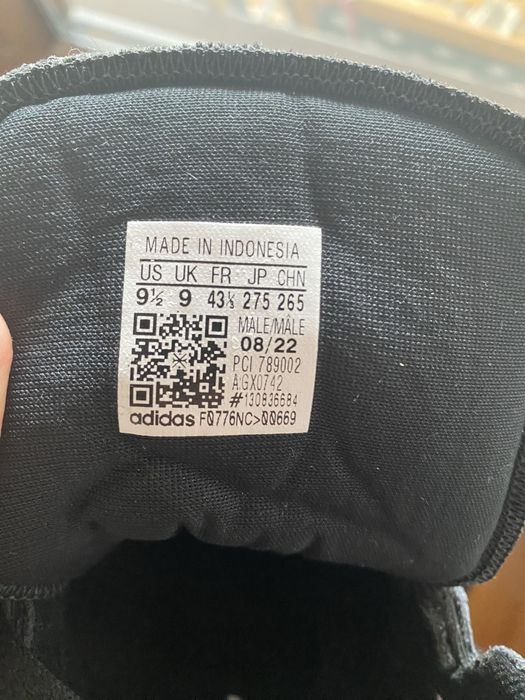 MADE IN INDONESIA
US UK FR JP CHN
9½ 9 43⅓ 275 265
MALE/MALE
08/22
PCI 789002
A:GX0742
#130836684
adidas F0776NC>00669